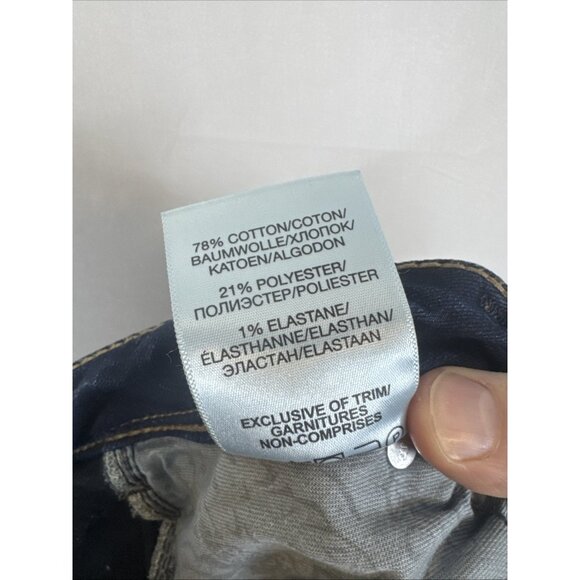 78% COTTON/COTON/
BAUMWOLLE/ХЛОПОК/
KATOEN/ALGODON
21% POLYESTER/
ПОЛИЭСТЕР/POLIESTER
1% ELASTANE/
ÉLASTHANNE/ELASTHAN/
ЭЛАСТАН/ELASTAAN
EXCLUSIVE OF TRIM/
GARNITURES
NON-COMPRISES